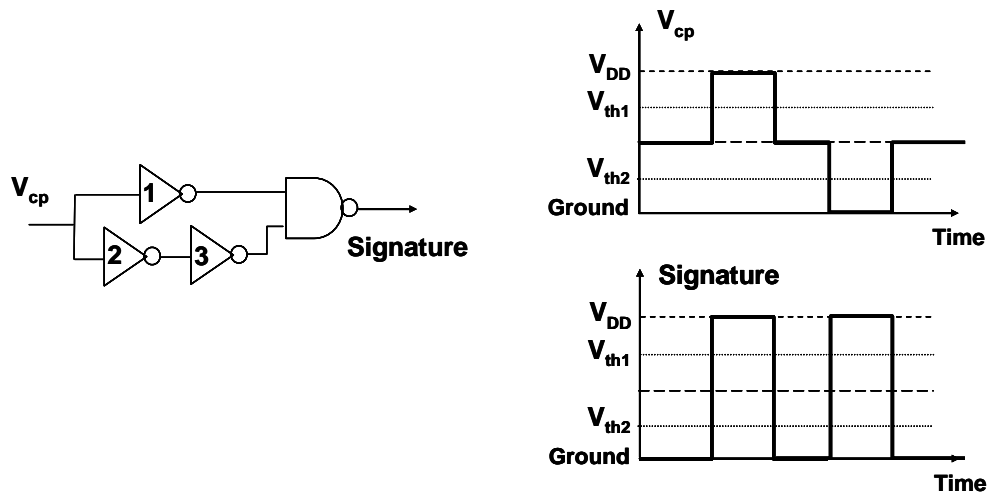 V_cp
1
2
3
Signature
V_cp
V_DD
V_th1
V_th2
Ground
Time
Signature
V_DD
V_th1
V_th2
Ground
Time